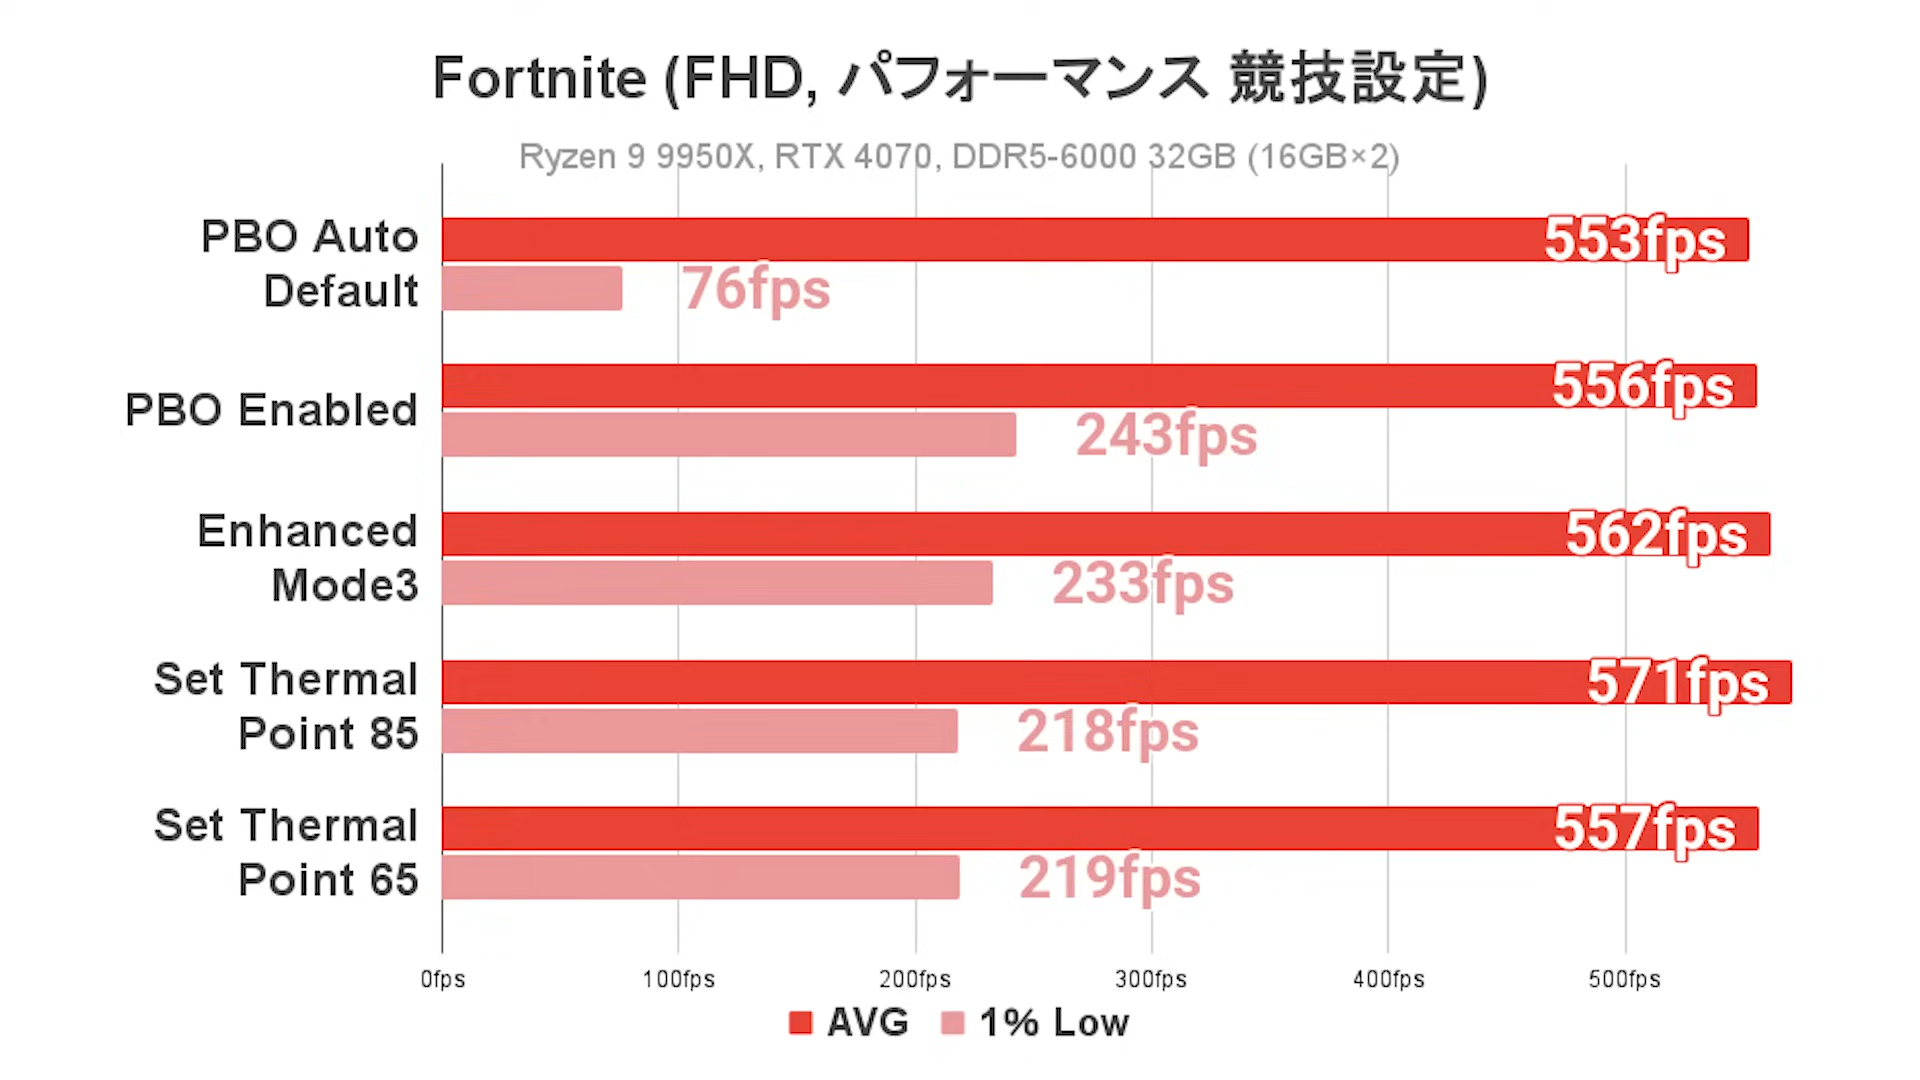 Fortnite (FHD, パフォーマンス 競技設定)
Ryzen 9 9950X, RTX 4070, DDR5-6000 32GB (16GB×2)
PBO Auto
Default
553fps
76fps
PBO Enabled
556fps
243fps
Enhanced
Mode3
562fps
233fps
Set Thermal
Point 85
571fps
218fps
Set Thermal
Point 65
557fps
219fps
0fps 100fps 200fps 300fps 400fps 500fps
AVG 1% Low